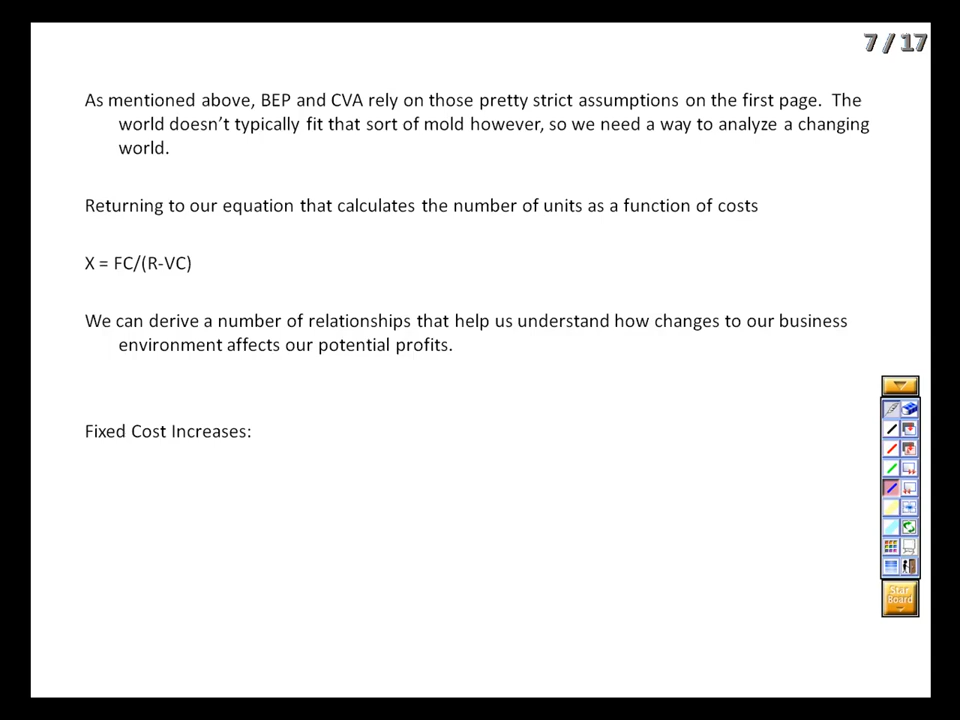 7 / 17
As mentioned above, BEP and CVA rely on those pretty strict assumptions on the first page.  The
world doesn’t typically fit that sort of mold however, so we need a way to analyze a changing
world.
Returning to our equation that calculates the number of units as a function of costs
X = FC/(R-VC)
We can derive a number of relationships that help us understand how changes to our business
environment affects our potential profits.
Fixed Cost Increases:
Star
Board